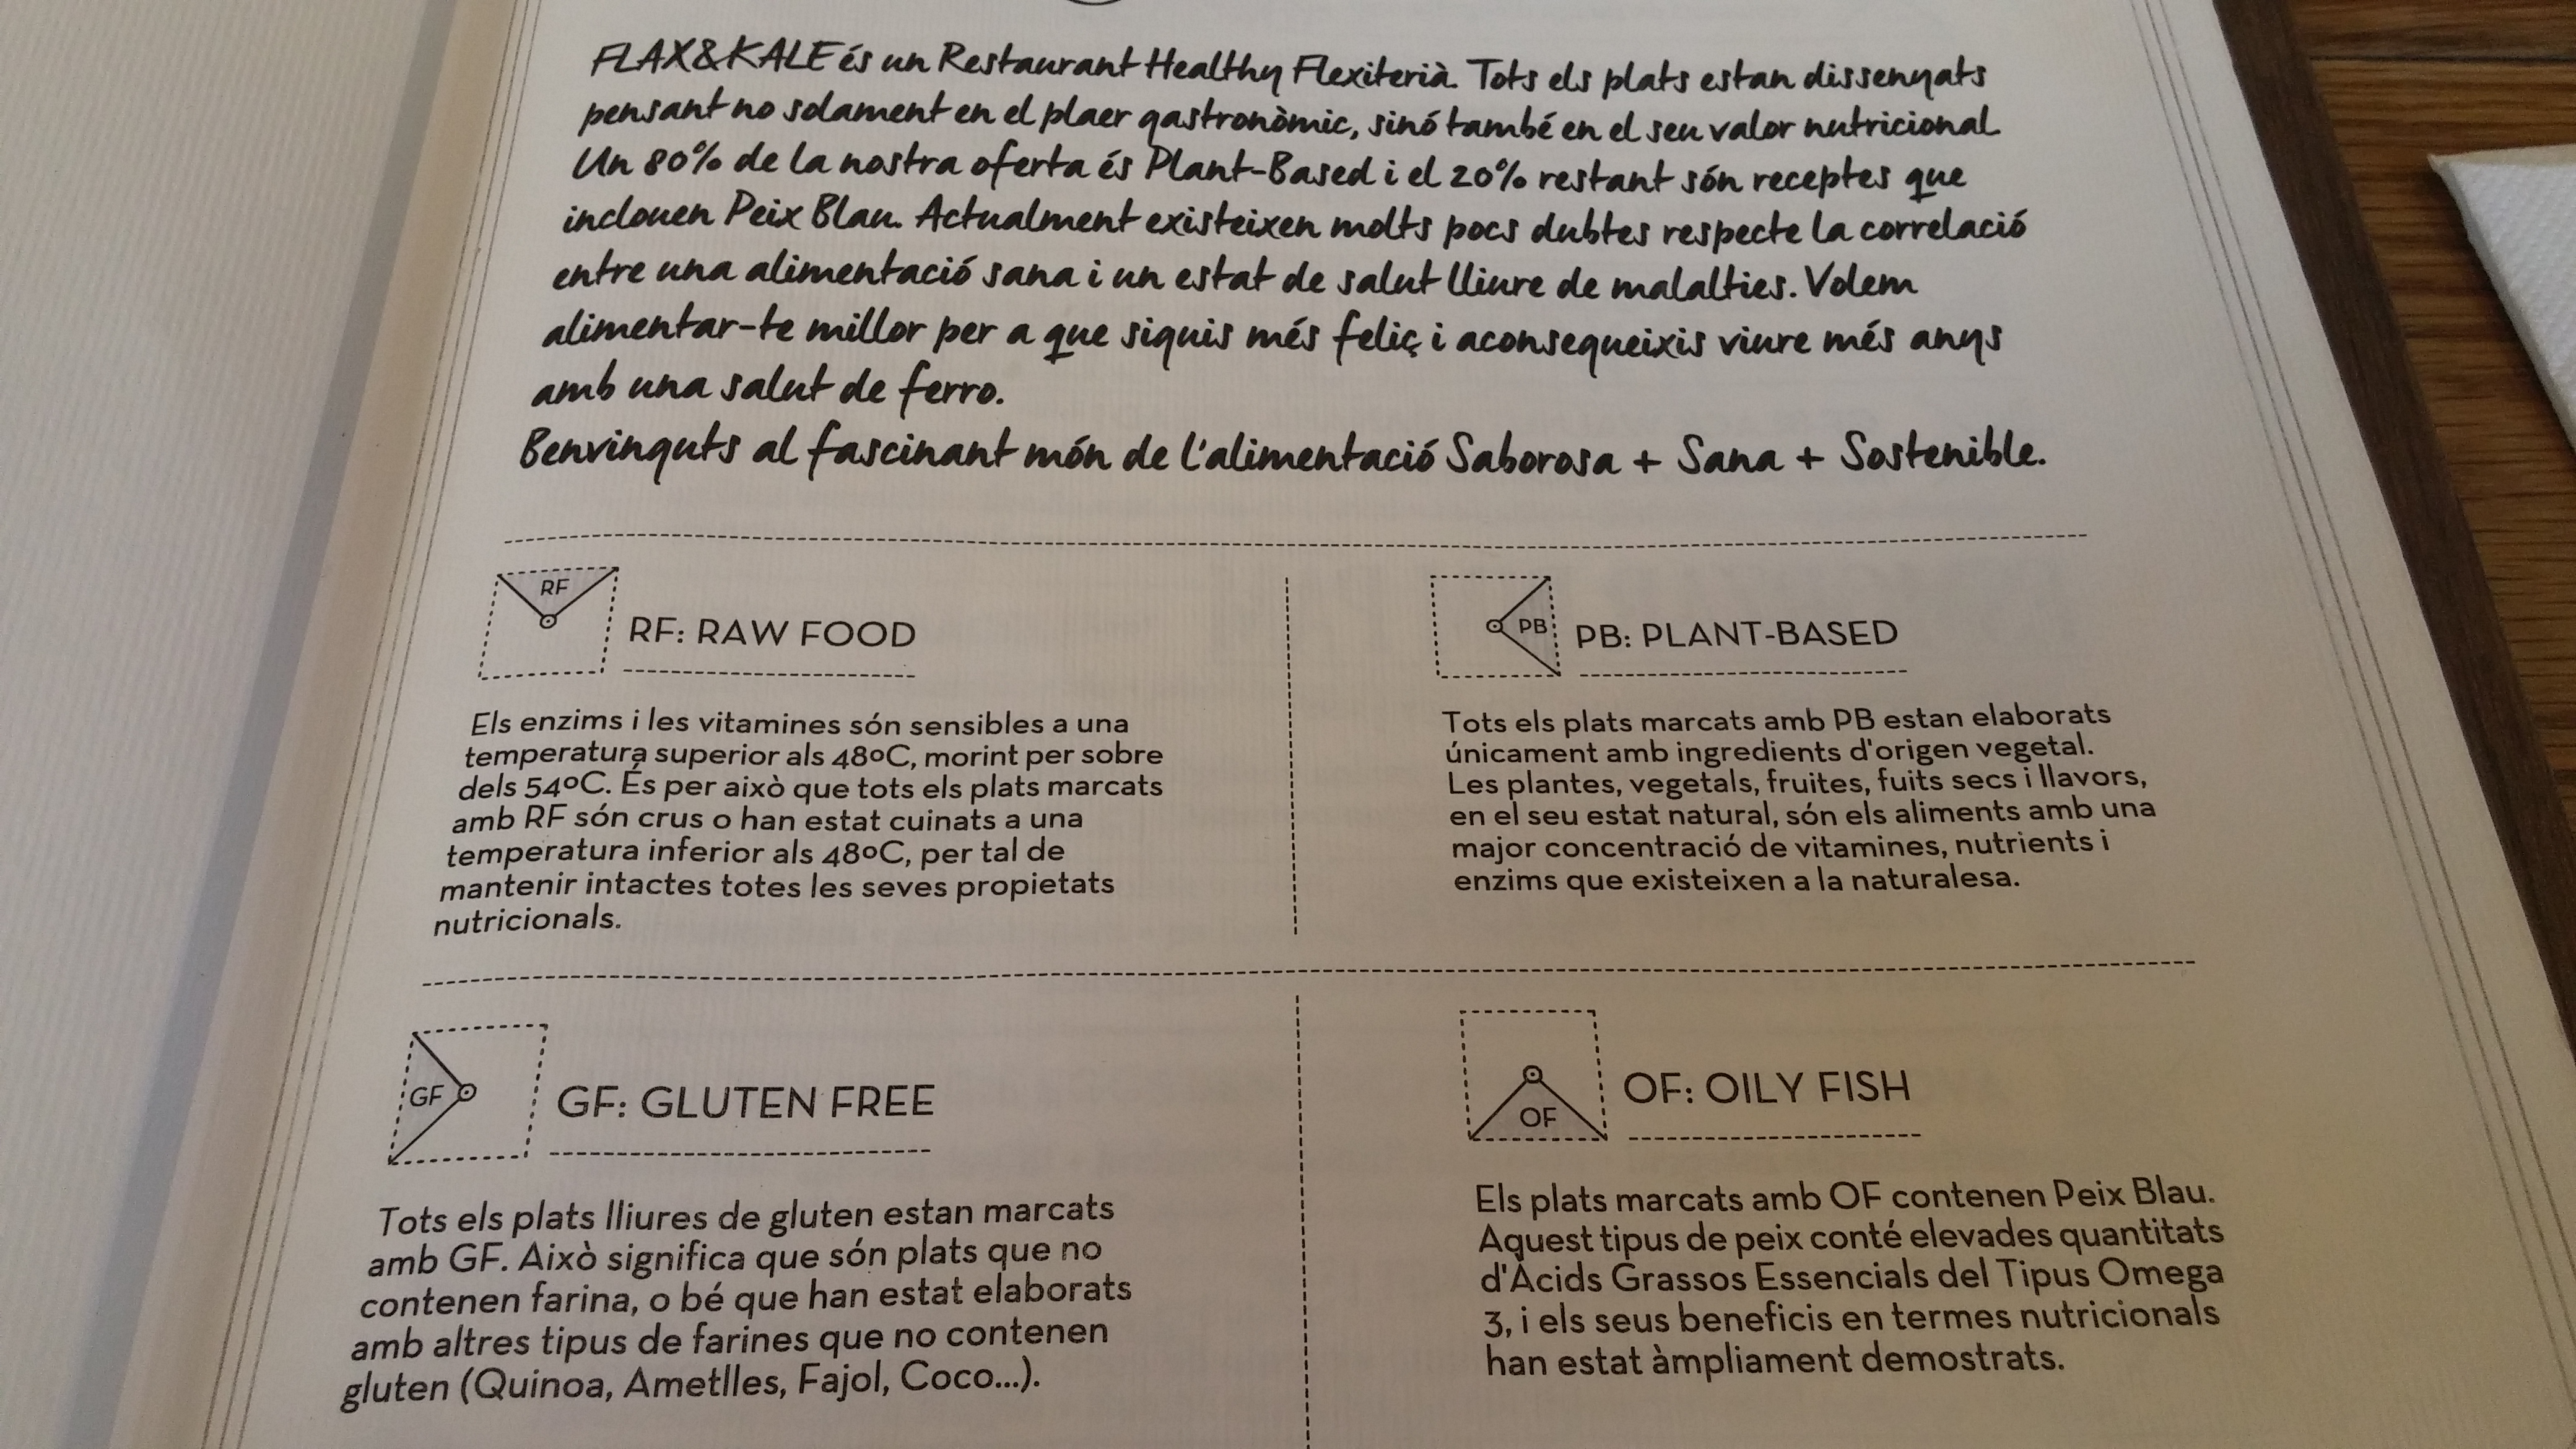 FLAX&KALE és un Restaurant Healthy Flexiterià. Tots els plats estan dissenyats
pensant no solament en el plaer gastronòmic, sinó també en el seu valor nutricional.
Un 80% de la nostra oferta és Plant-Based i el 20% restant són receptes que
inclouen Peix Blau. Actualment existeixen molts pocs dubtes respecte la correlació
entre una alimentació sana i un estat de salut lliure de malalties. Volem
alimentar-te millor per a que siguis més feliç i aconsegueixis viure més anys
amb una salut de ferro.
Benvinguts al fascinant món de l'alimentació Saborosa + Sana + Sostenible.
RF
RF: RAW FOOD
Els enzims i les vitamines són sensibles a una
temperatura superior als 48ºC, morint per sobre
dels 54ºC. És per això que tots els plats marcats
amb RF són crus o han estat cuinats a una
temperatura inferior als 48ºC, per tal de
mantenir intactes totes les seves propietats
nutricionals.
PB
PB: PLANT-BASED
Tots els plats marcats amb PB estan elaborats
únicament amb ingredients d'origen vegetal.
Les plantes, vegetals, fruites, fuits secs i llavors,
en el seu estat natural, són els aliments amb una
major concentració de vitamines, nutrients i
enzims que existeixen a la naturalesa.
GF
GF: GLUTEN FREE
Tots els plats lliures de gluten estan marcats
amb GF. Això significa que són plats que no
contenen farina, o bé que han estat elaborats
amb altres tipus de farines que no contenen
gluten (Quinoa, Ametlles, Fajol, Coco...).
OF
OF: OILY FISH
Els plats marcats amb OF contenen Peix Blau.
Aquest tipus de peix conté elevades quantitats
d'Àcids Grassos Essencials del Tipus Omega
3, i els seus beneficis en termes nutricionals
han estat àmpliament demostrats.